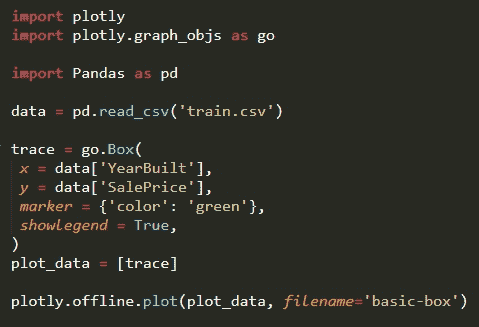 import plotly
import plotly.graph_objs as go
import Pandas as pd
data = pd.read_csv('train.csv')
trace = go.Box(
x = data['YearBuilt'],
y = data['SalePrice'],
marker = {'color': 'green'},
showlegend = True,
)
plot_data = [trace]
plotly.offline.plot(plot_data, filename='basic-box')